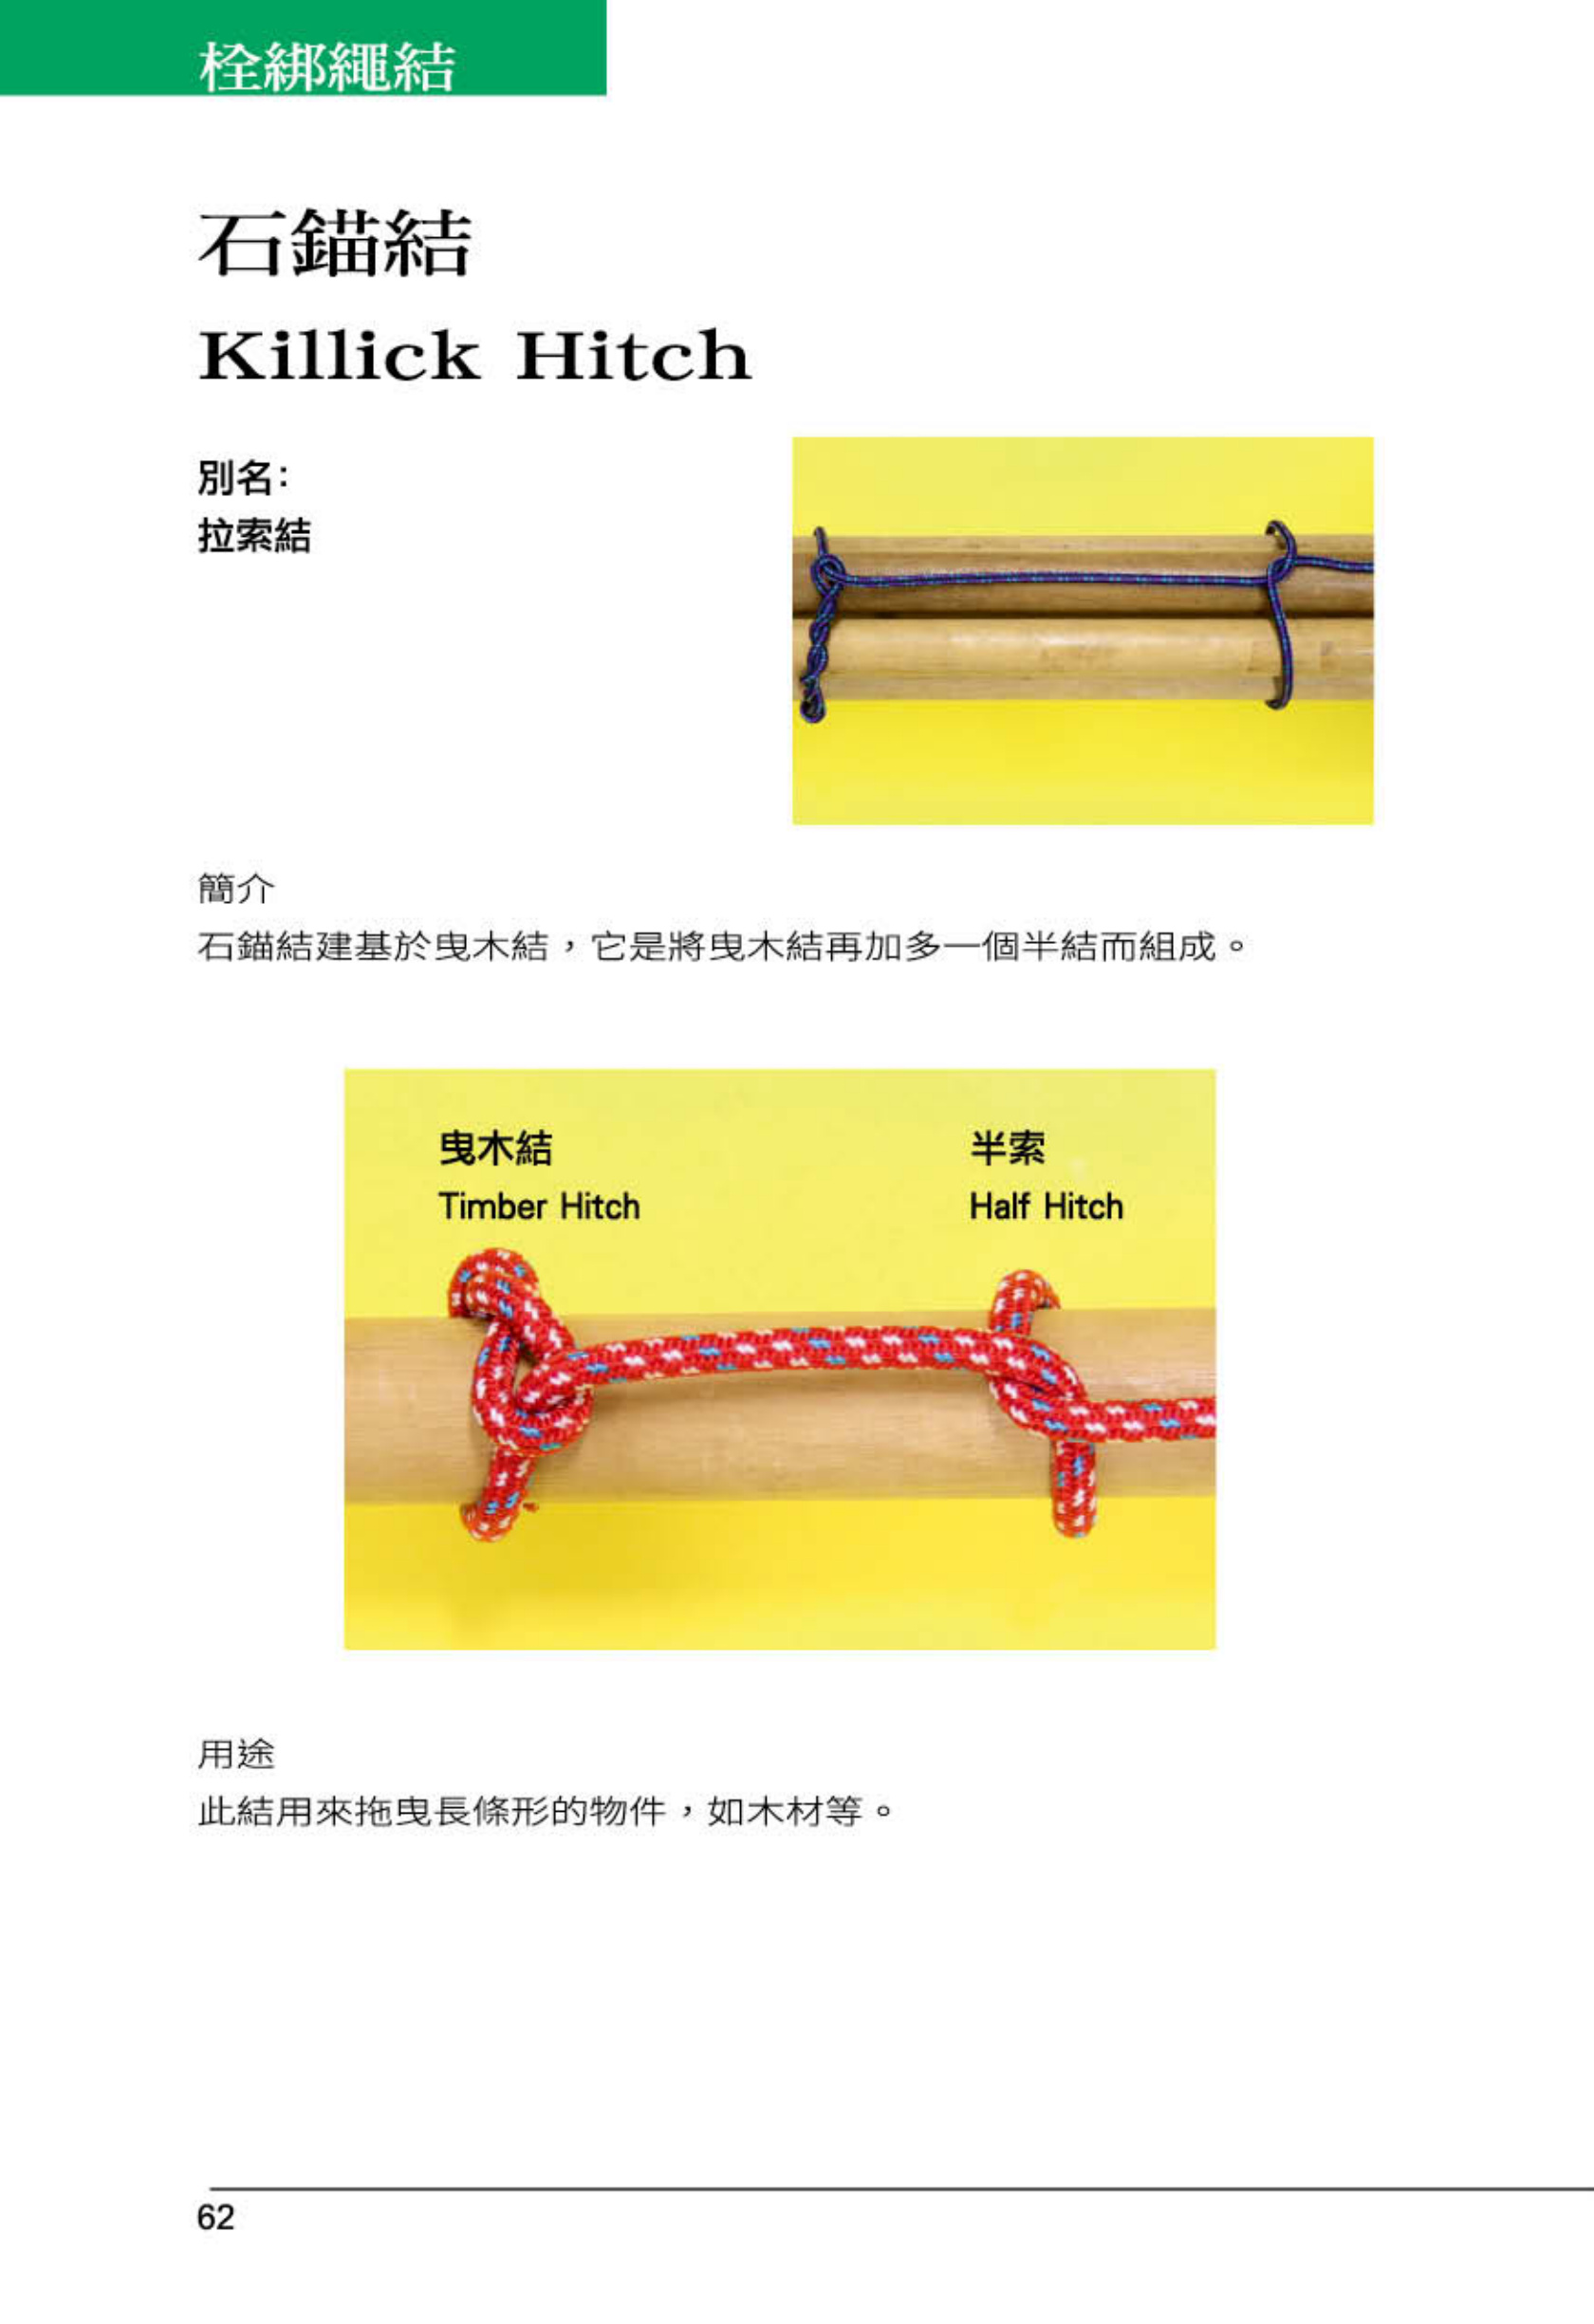 栓綁繩結
石錨結
Killick Hitch
別名：
拉索結
簡介
石錨結建基於曳木結，它是將曳木結再加多一個半結而組成。
曳木結
Timber Hitch
半索
Half Hitch
用途
此結用來拖曳長條形的物件，如木材等。
62